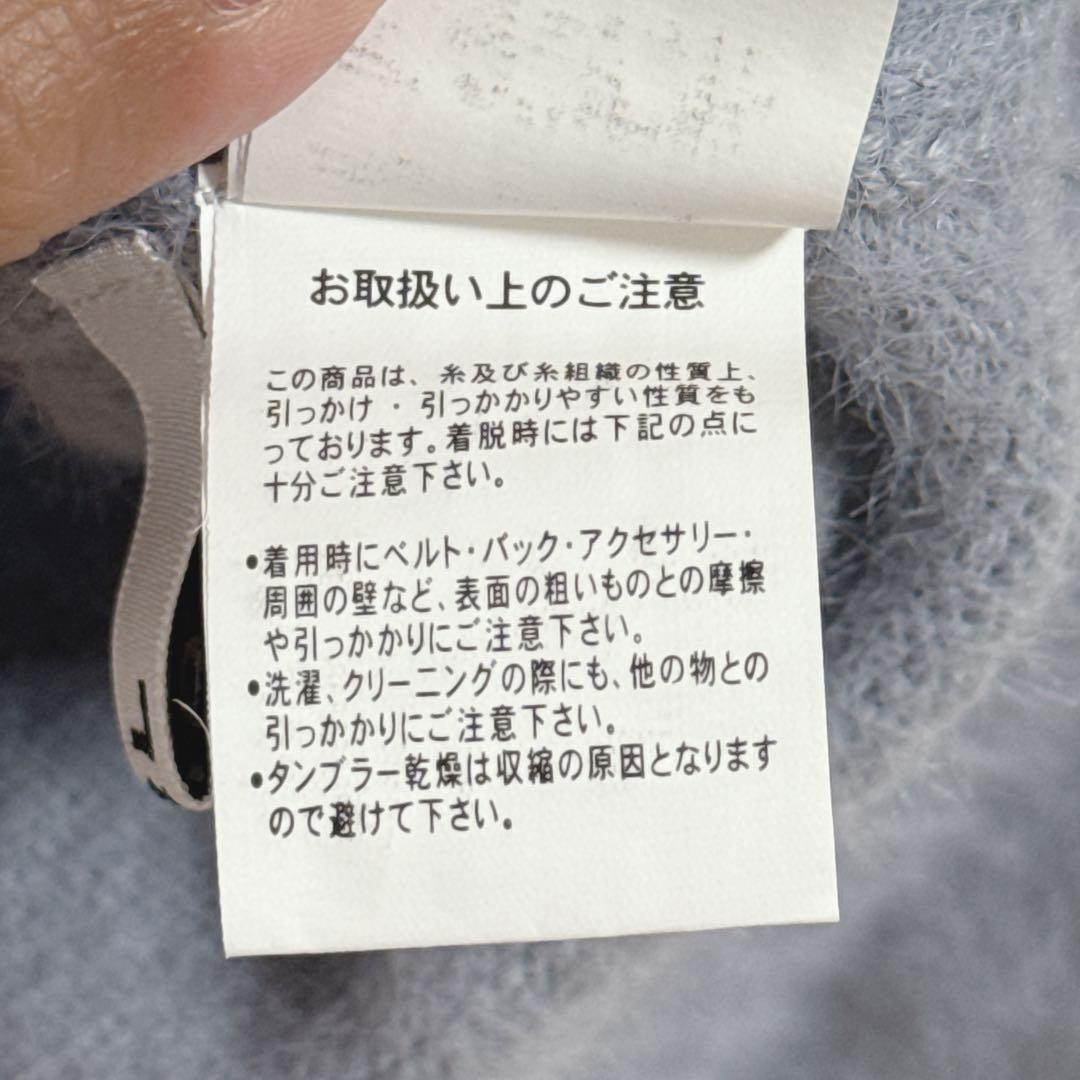 お取扱い上のご注意
この商品は、糸及び糸組織の性質上、
引っかけ・引っかかりやすい性質をも
っております。着脱時には下記の点に
十分ご注意下さい。
•着用時にベルト・バック・アクセサリー・
周囲の壁など、表面の粗いものとの摩擦
や引っかかりにご注意下さい。
•洗濯、クリーニングの際にも、他の物との
引っかかりにご注意下さい。
•タンブラー乾燥は収縮の原因となります
ので避けて下さい。